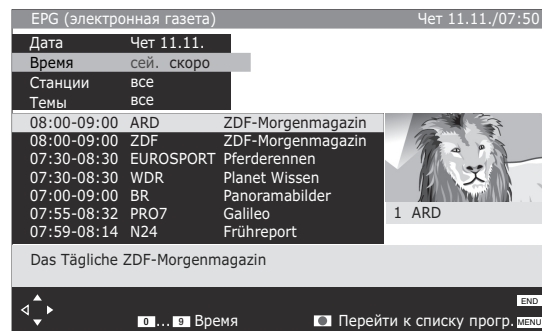 EPG (электронная газета) Чет 11.11./07:50
Дата Чет 11.11.
Время сей. скоро
Станции все
Темы все
08:00-09:00 ARD ZDF-Morgenmagazin
08:00-09:00 ZDF ZDF-Morgenmagazin
07:30-08:30 EUROSPORT Pferderennen
07:30-08:30 WDR Planet Wissen
07:00-09:00 BR Panoramabilder
07:55-08:32 PRO7 Galileo
07:59-08:14 N24 Frühreport
1 ARD
Das Tägliche ZDF-Morgenmagazin
END
0 ... 9 Время Перейти к списку прогр. MENU